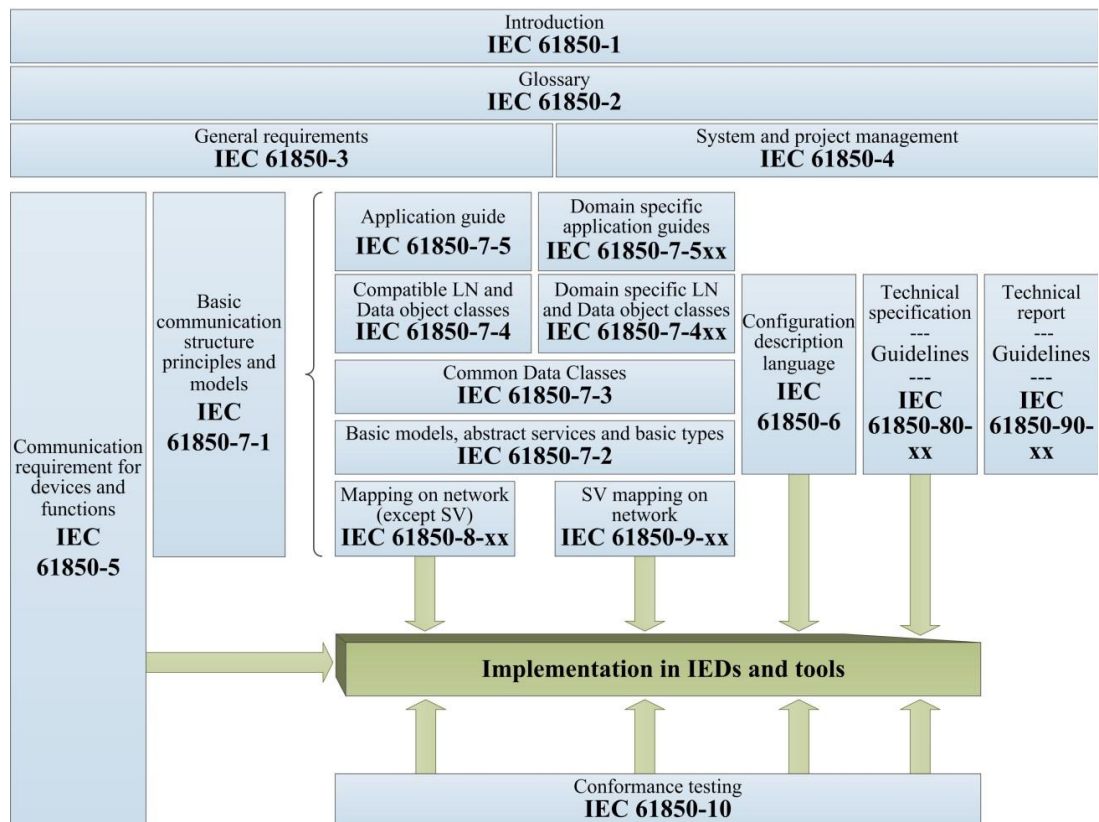 Introduction
IEC 61850-1
Glossary
IEC 61850-2
General requirements
IEC 61850-3
System and project management
IEC 61850-4
Communication
requirement for
devices and
functions
IEC
61850-5
Basic
communication
structure
principles and
models
IEC
61850-7-1
Application guide
IEC 61850-7-5
Domain specific
application guides
IEC 61850-7-5xx
Compatible LN and
Data object classes
IEC 61850-7-4
Domain specific LN
and Data object classes
IEC 61850-7-4xx
Common Data Classes
IEC 61850-7-3
Basic models, abstract services and basic types
IEC 61850-7-2
Mapping on network
(except SV)
IEC 61850-8-xx
SV mapping on
network
IEC 61850-9-xx
Configuration
description
language
IEC
61850-6
Technical
specification
---
Guidelines
---
IEC
61850-80-
xx
Technical
report
---
Guidelines
---
IEC
61850-90-
xx
Implementation in IEDs and tools
Conformance testing
IEC 61850-10